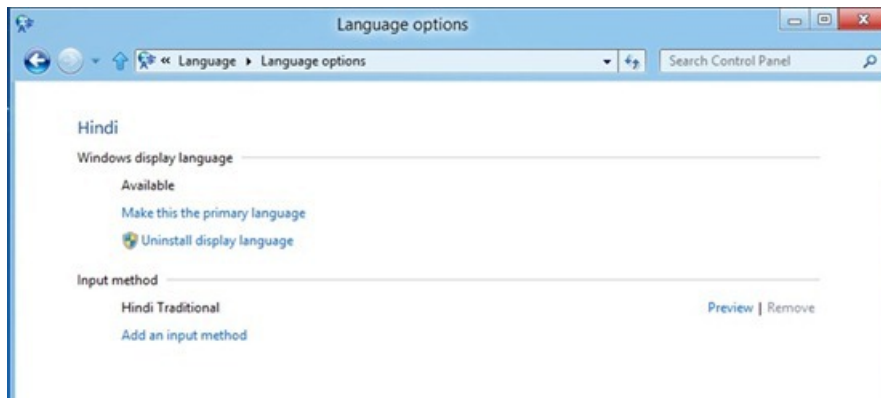 Language options
« Language ▸ Language options
Search Control Panel
Hindi
Windows display language
Available
Make this the primary language
Uninstall display language
Input method
Hindi Traditional
Preview | Remove
Add an input method